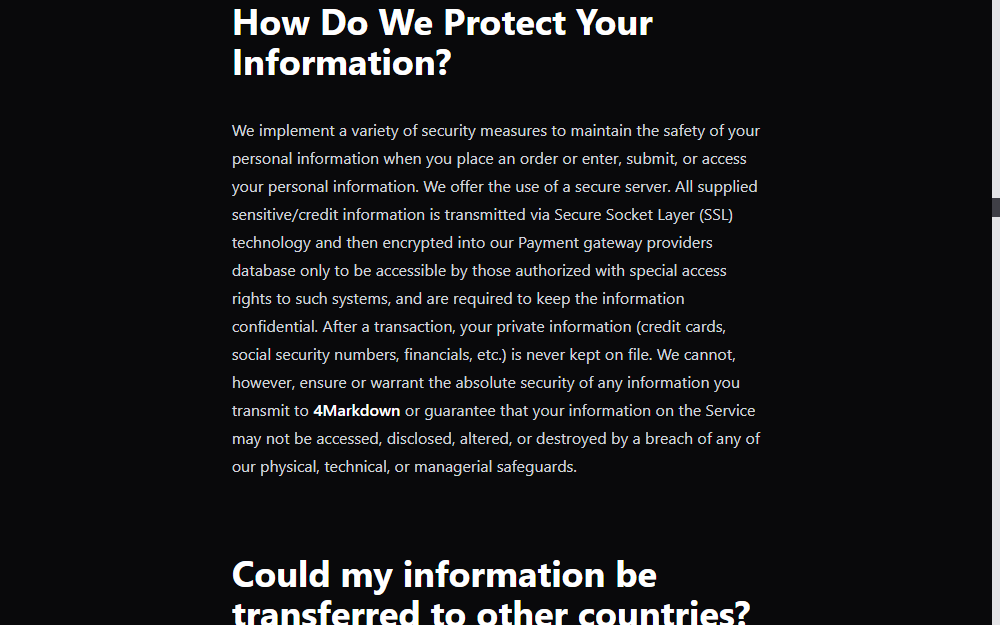 How Do We Protect Your
Information?
We implement a variety of security measures to maintain the safety of your
personal information when you place an order or enter, submit, or access
your personal information. We offer the use of a secure server. All supplied
sensitive/credit information is transmitted via Secure Socket Layer (SSL)
technology and then encrypted into our Payment gateway providers
database only to be accessible by those authorized with special access
rights to such systems, and are required to keep the information
confidential. After a transaction, your private information (credit cards,
social security numbers, financials, etc.) is never kept on file. We cannot,
however, ensure or warrant the absolute security of any information you
transmit to 4Markdown or guarantee that your information on the Service
may not be accessed, disclosed, altered, or destroyed by a breach of any of
our physical, technical, or managerial safeguards.
Could my information be
transferred to other countries?